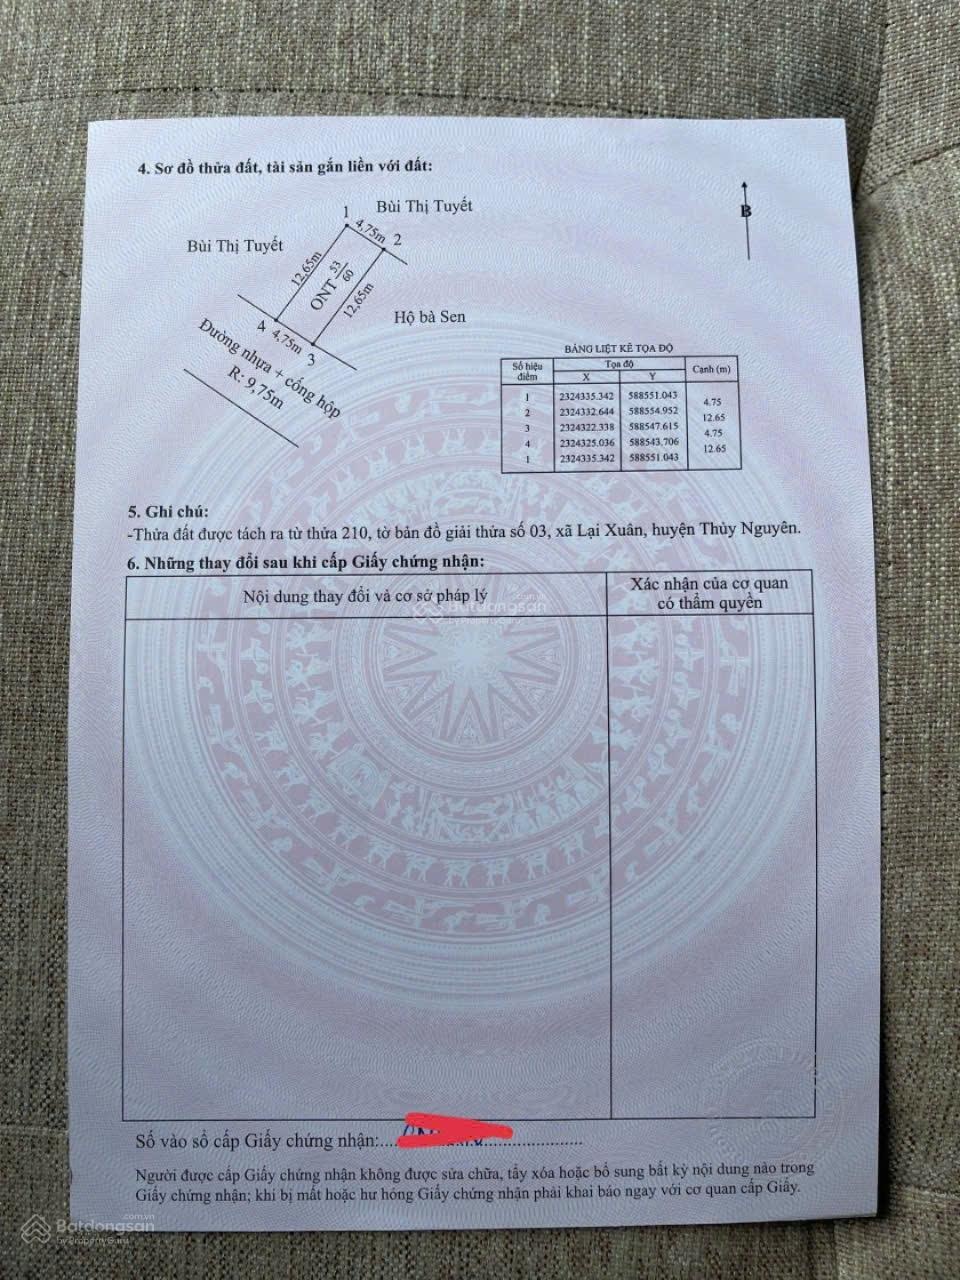 4. Sơ đồ thửa đất, tài sản gắn liền với đất:
B
1
Bùi Thị Tuyết
4,75m
2
Bùi Thị Tuyết
12,65m
ONT 53/60
12,65m
Hộ bà Sen
4
4,75m
3
Đường nhựa + cống hộp
R: 9,75m
BẢNG LIỆT KÊ TỌA ĐỘ
Số hiệu điểm Tọa độ Cạnh (m)
X Y
1 2324335.342 588551.043
4.75
2 2324332.644 588554.952
12.65
3 2324322.338 588547.615
4.75
4 2324325.036 588543.706
12.65
1 2324335.342 588551.043
5. Ghi chú:
-Thửa đất được tách ra từ thửa 210, tờ bản đồ giải thửa số 03, xã Lại Xuân, huyện Thủy Nguyên.
6. Những thay đổi sau khi cấp Giấy chứng nhận:
Nội dung thay đổi và cơ sở pháp lý
Xác nhận của cơ quan
có thẩm quyền
Batdongsan.com.vn
by PropertyGuru
Số vào sổ cấp Giấy chứng nhận:
Người được cấp Giấy chứng nhận không được sửa chữa, tẩy xóa hoặc bổ sung bất kỳ nội dung nào trong
Giấy chứng nhận; khi bị mất hoặc hư hỏng Giấy chứng nhận phải khai báo ngay với cơ quan cấp Giấy.
Batdongsan.com.vn
by PropertyGuru